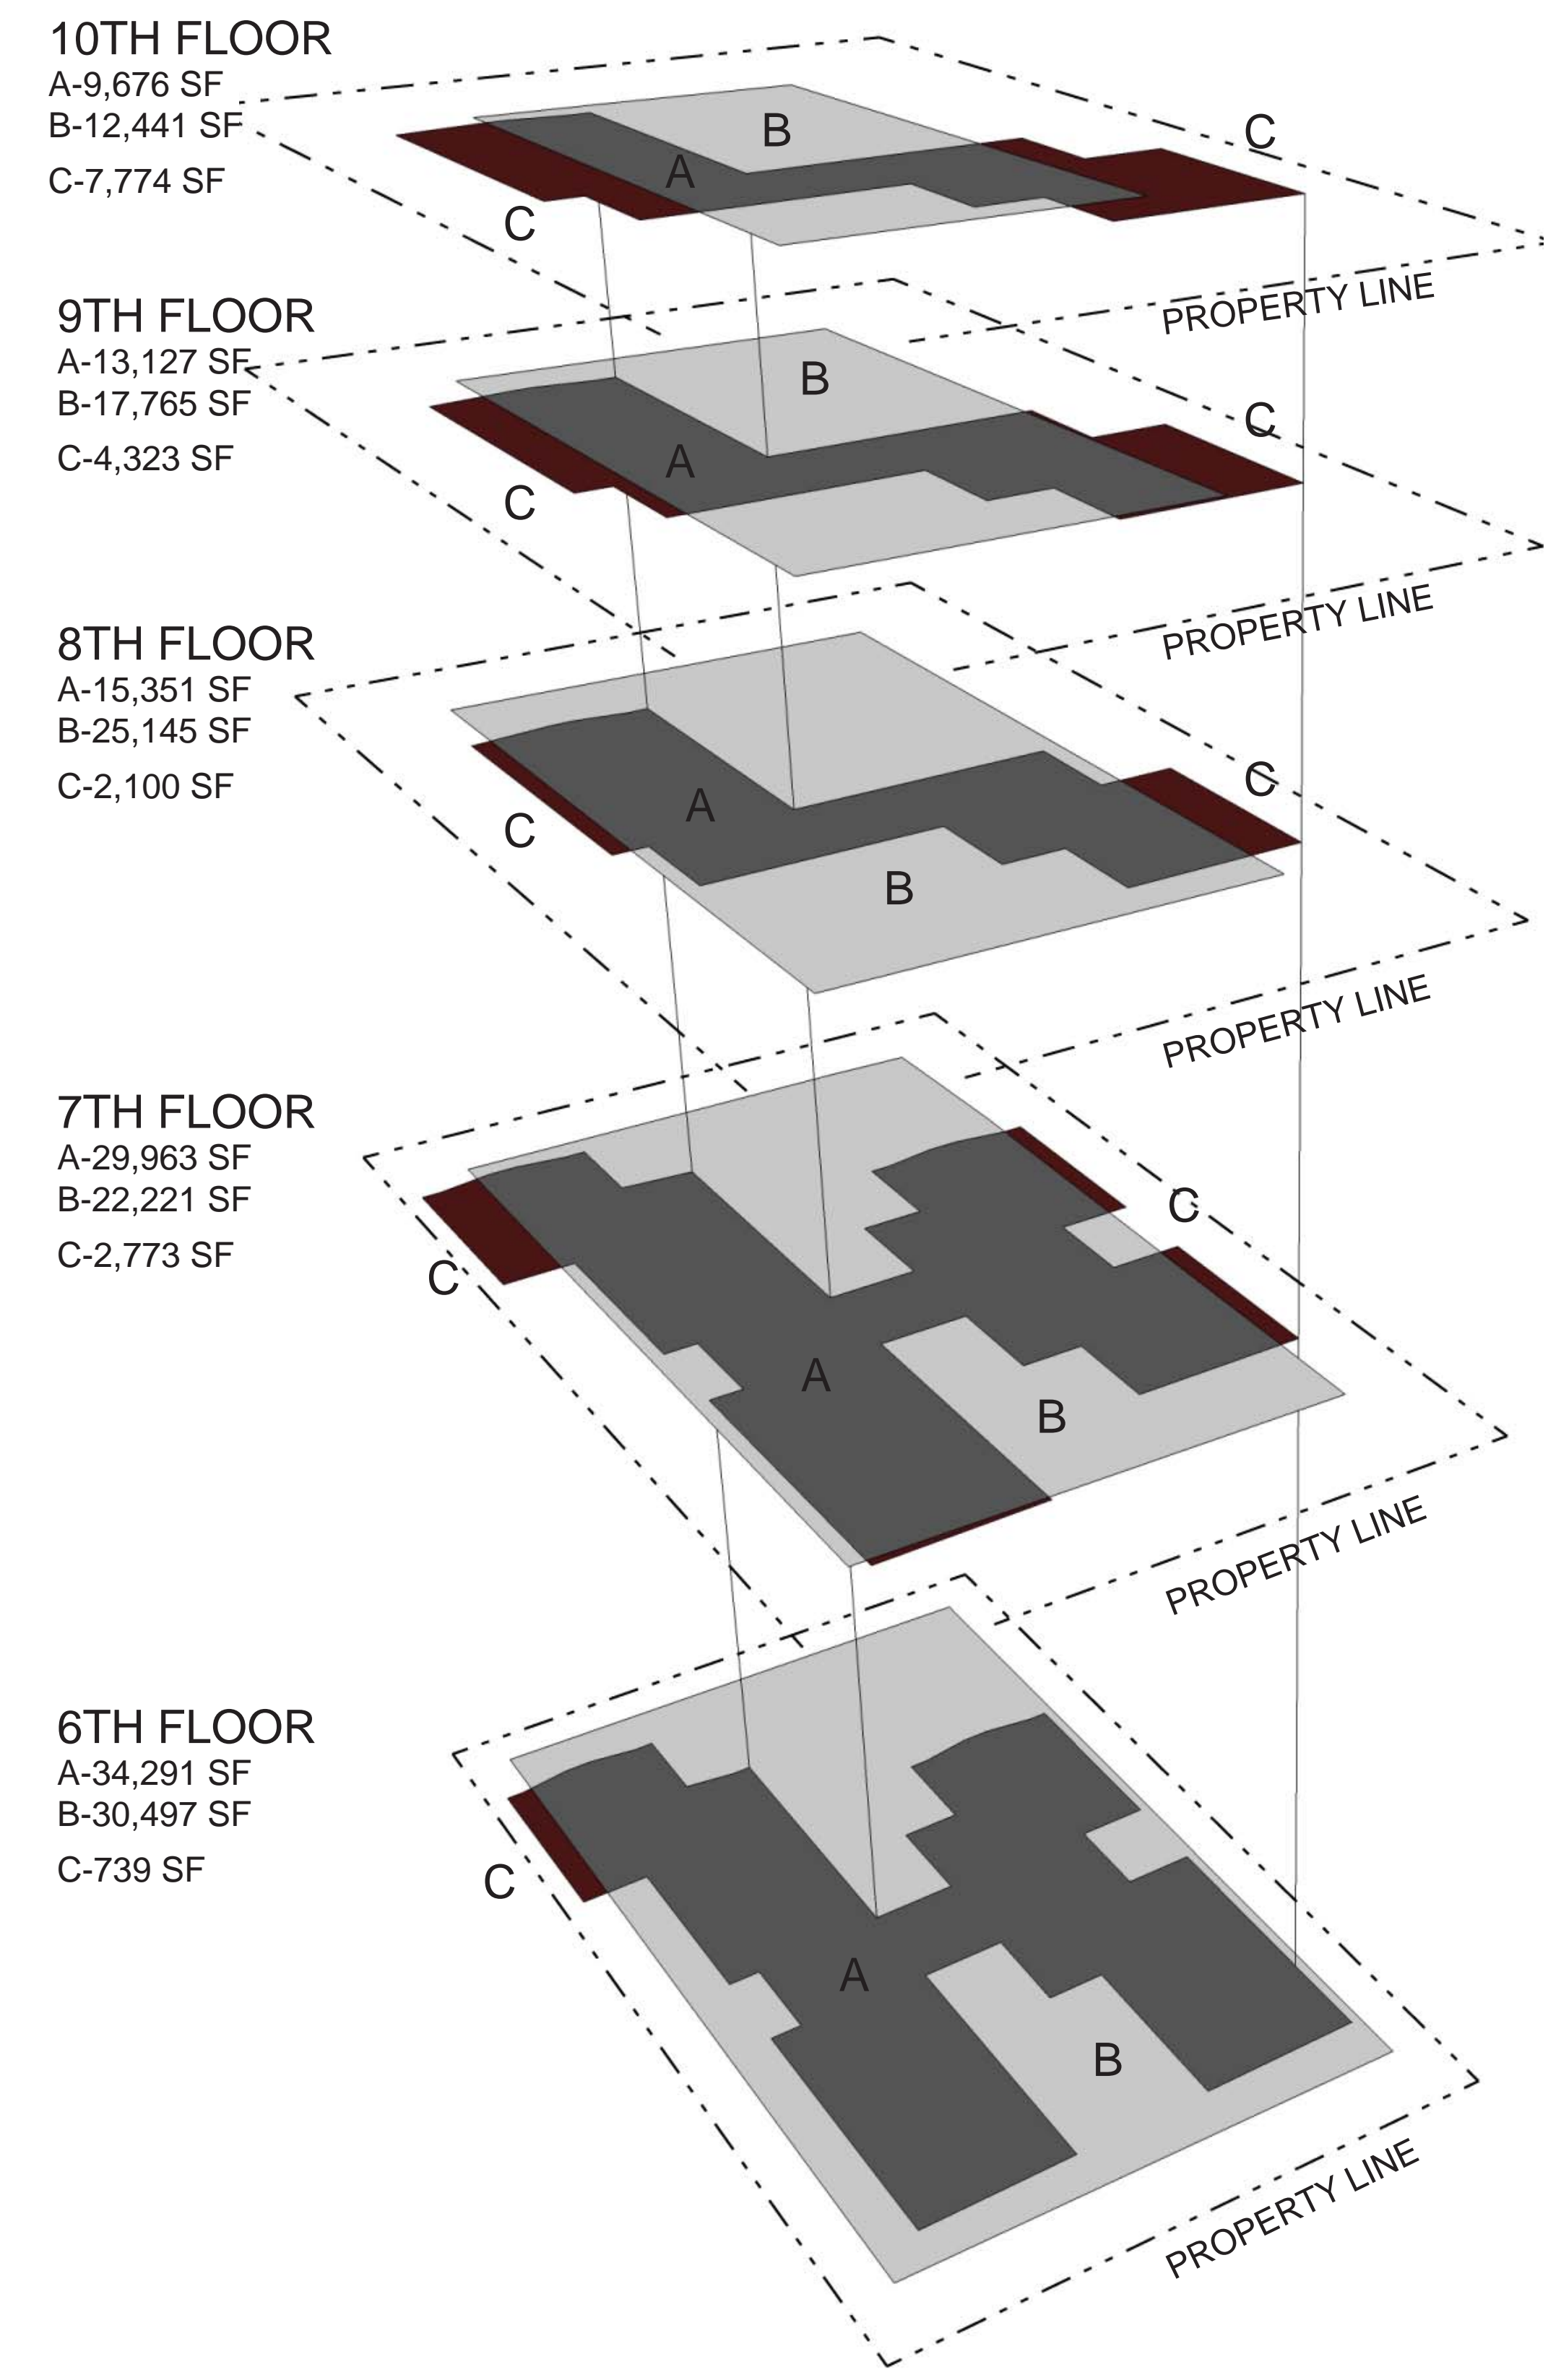 10TH FLOOR
A-9,676 SF
B-12,441 SF
C-7,774 SF
B
A
C
C
PROPERTY LINE
9TH FLOOR
A-13,127 SF
B-17,765 SF
C-4,323 SF
B
A
C
C
PROPERTY LINE
8TH FLOOR
A-15,351 SF
B-25,145 SF
C-2,100 SF
C
A
C
B
PROPERTY LINE
7TH FLOOR
A-29,963 SF
B-22,221 SF
C-2,773 SF
C
C
A
B
PROPERTY LINE
6TH FLOOR
A-34,291 SF
B-30,497 SF
C-739 SF
C
A
B
PROPERTY LINE